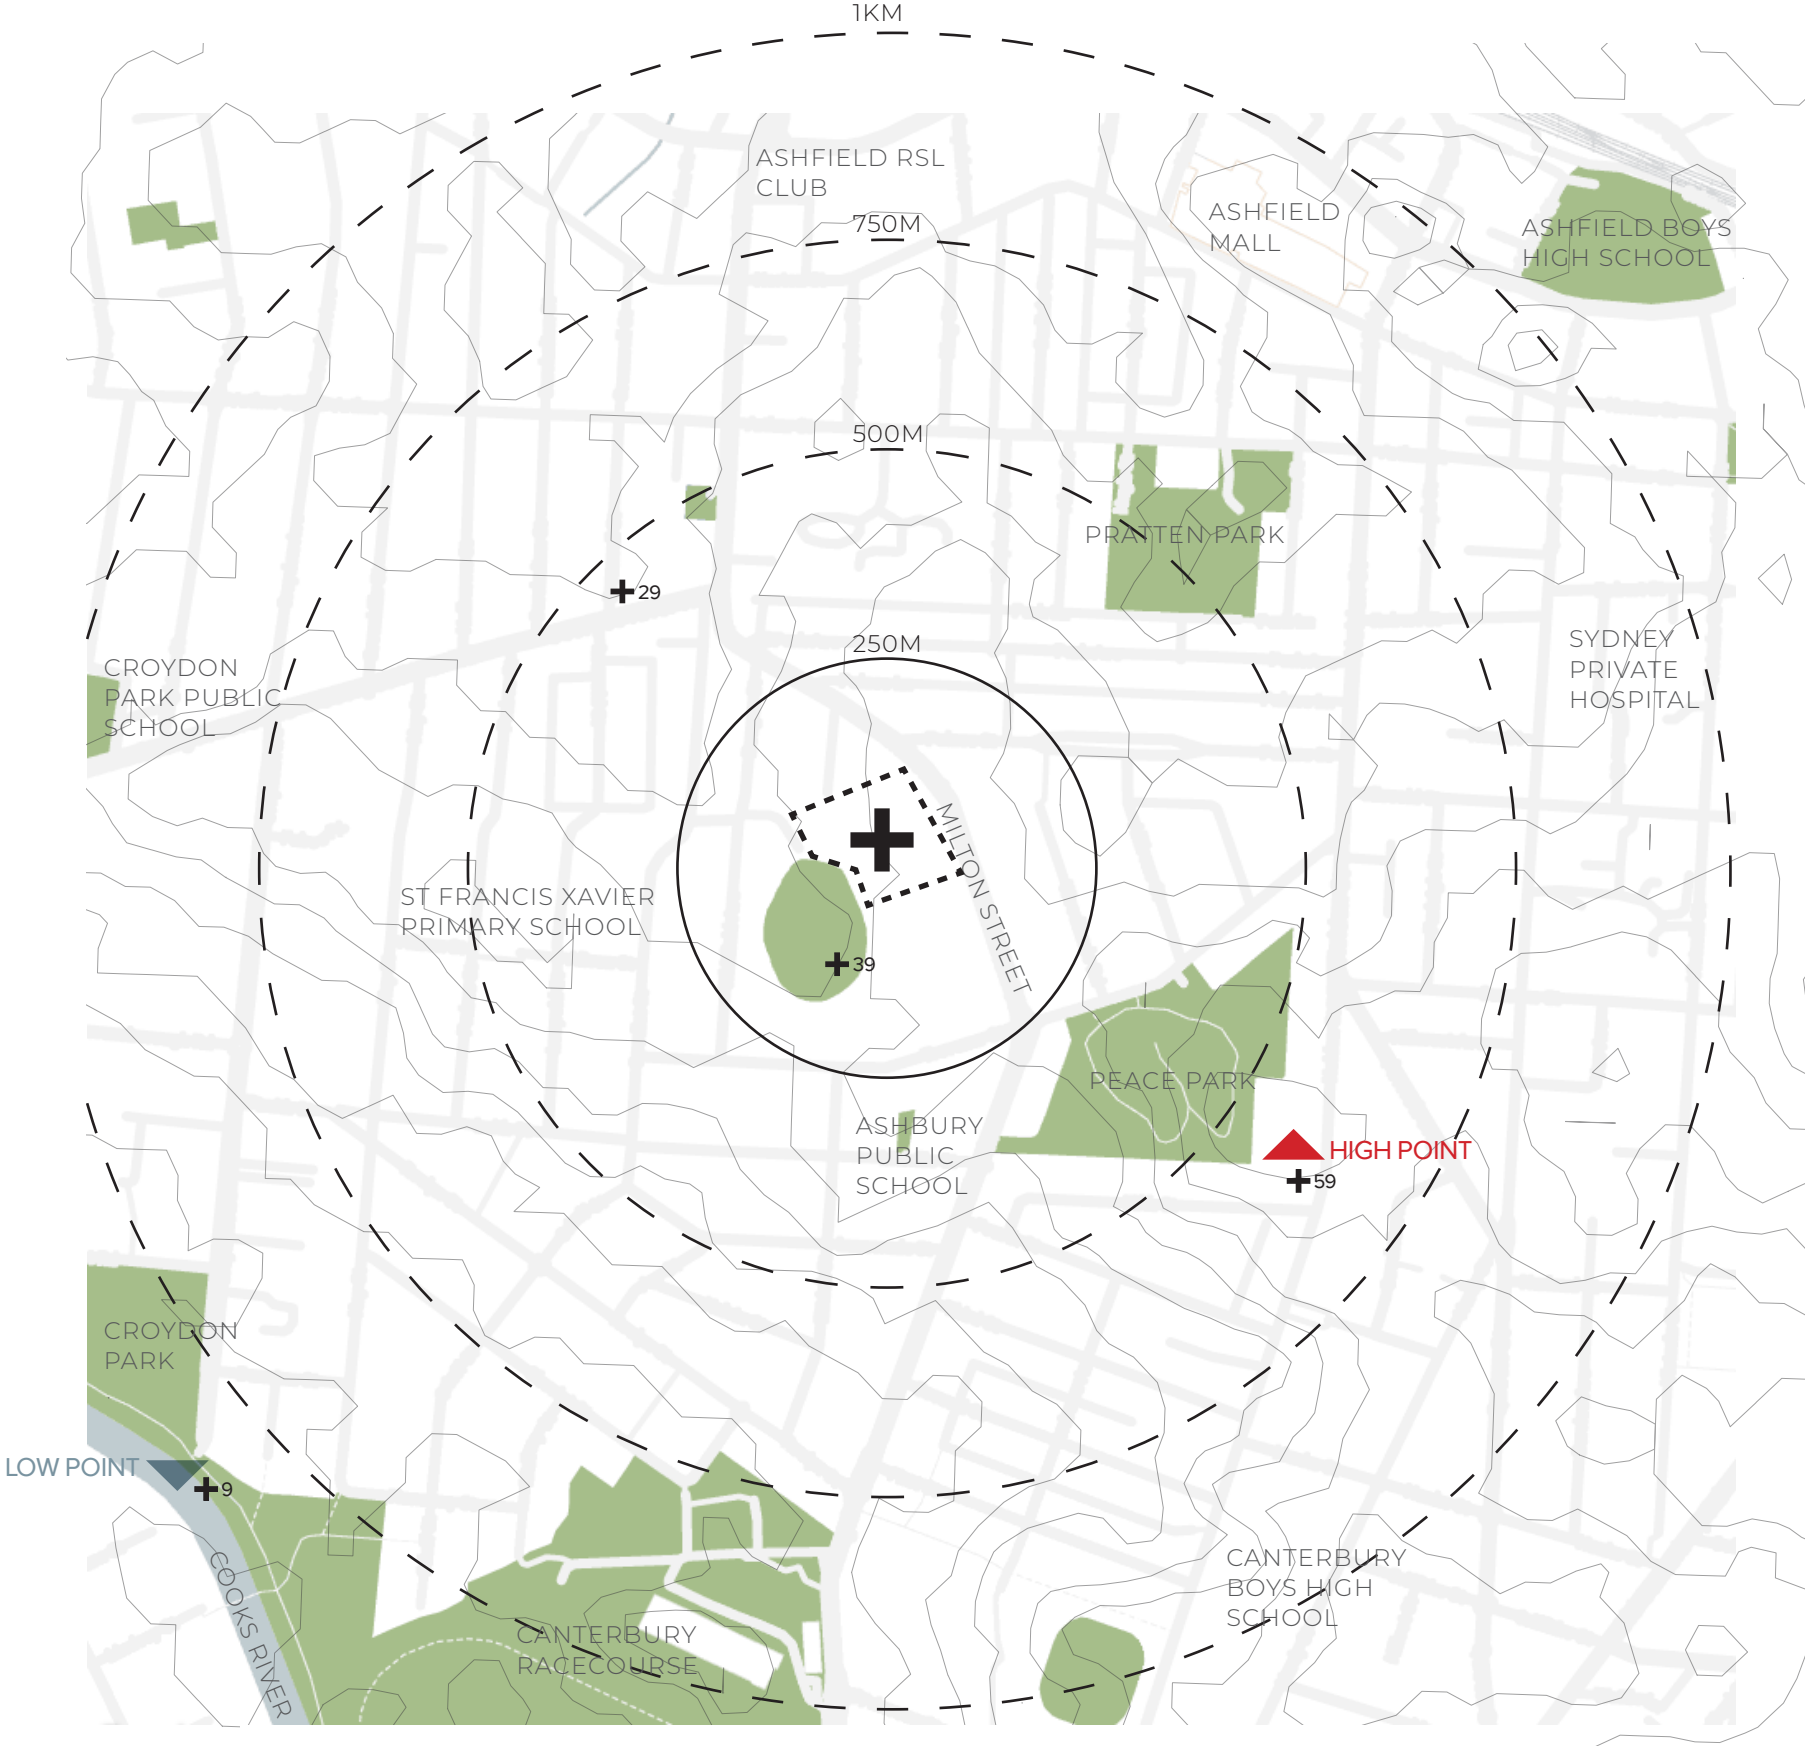 1KM
ASHFIELD RSL
CLUB
750M
ASHFIELD
MALL
ASHFIELD BOYS
HIGH SCHOOL
500M
PRATTEN PARK
29
250M
SYDNEY
PRIVATE
HOSPITAL
CROYDON
PARK PUBLIC
SCHOOL
MILTON STREET
ST FRANCIS XAVIER
PRIMARY SCHOOL
39
PEACE PARK
ASHBURY
PUBLIC
SCHOOL
HIGH POINT
59
CROYDON
PARK
LOW POINT
9
COOKS RIVER
CANTERBURY
BOYS HIGH
SCHOOL
CANTERBURY
RACECOURSE